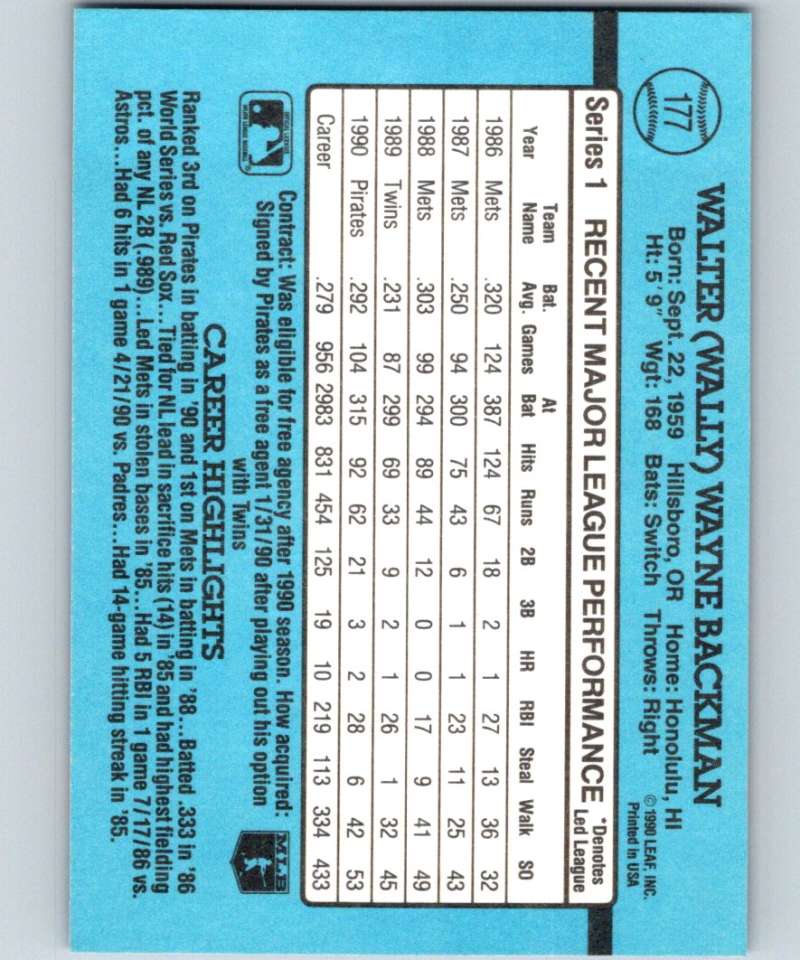 177
WALTER (WALLY) WAYNE BACKMAN
Born: Sept. 22, 1959 Hillsboro, OR Home: Honolulu, HI
Ht: 5' 9" Wgt: 168 Bats: Switch Throws: Right
© 1990 LEAF, INC.
Printed in USA
Series 1 RECENT MAJOR LEAGUE PERFORMANCE *Denotes Led League
Year Team Name Bat. Avg. Games At Bat Hits Runs 2B 3B HR RBI Steal Walk SO
1986 Mets .320 124 387 124 67 18 2 1 27 13 36 32
1987 Mets .250 94 300 75 43 6 1 1 23 11 25 43
1988 Mets .303 99 294 89 44 12 0 0 17 9 41 49
1989 Twins .231 87 299 69 33 9 2 1 26 1 32 45
1990 Pirates .292 104 315 92 62 21 3 2 28 6 42 53
Career .279 956 2983 831 454 125 19 10 219 113 334 433
Contract: Was eligible for free agency after 1990 season. How acquired:
Signed by Pirates as a free agent 1/31/90 after playing out his option
with Twins
MLB
CAREER HIGHLIGHTS
Ranked 3rd on Pirates in batting in '90 and 1st on Mets in batting in '88...Batted .333 in '86
World Series vs. Red Sox....Tied for NL lead in sacrifice hits (14) in '85 and had highest fielding
pct. of any NL 2B (.989)...Led Mets in stolen bases in '85...Had 5 RBI in 1 game 7/17/86 vs.
Astros...Had 6 hits in 1 game 4/21/90 vs. Padres...Had 14-game hitting streak in '85.